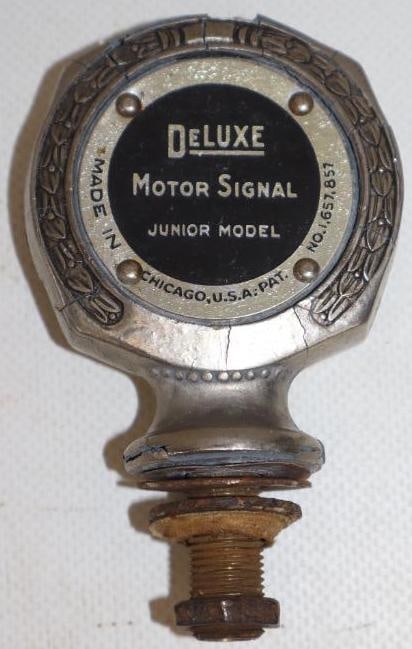 DELUXE
MOTOR SIGNAL
JUNIOR MODEL
MADE IN CHICAGO, U.S.A. PAT. NO. 1,657,857